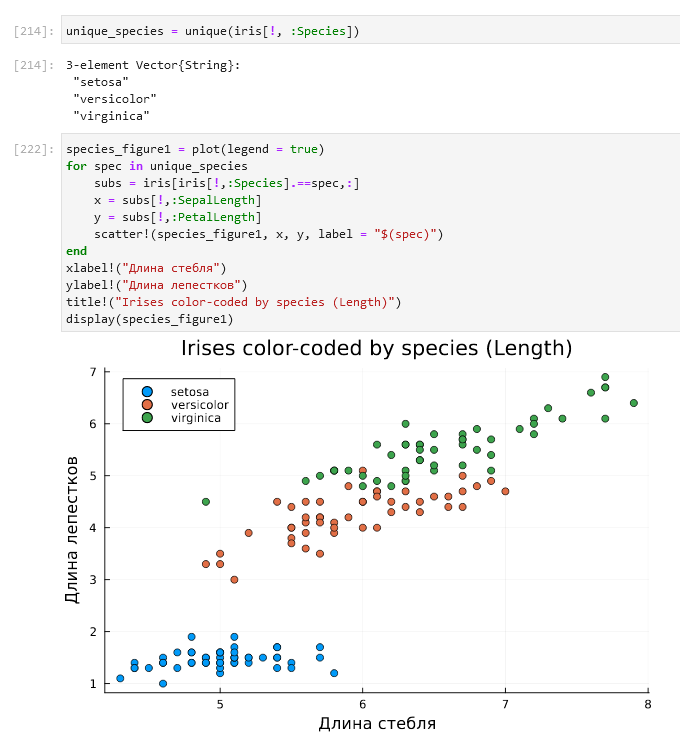 [214]: unique_species = unique(iris[!, :Species])
[214]: 3-element Vector{String}:
"setosa"
"versicolor"
"virginica"
[222]: species_figure1 = plot(legend = true)
for spec in unique_species
    subs = iris[iris[!,:Species].==spec,:]
    x = subs[!,:SepalLength]
    y = subs[!,:PetalLength]
    scatter!(species_figure1, x, y, label = "$(spec)")
end
xlabel!("Длина стебля")
ylabel!("Длина лепестков")
title!("Irises color-coded by species (Length)")
display(species_figure1)
Irises color-coded by species (Length)
setosa
versicolor
virginica
7
6
5
4
3
2
1
Длина лепестков
5 6 7 8
Длина стебля